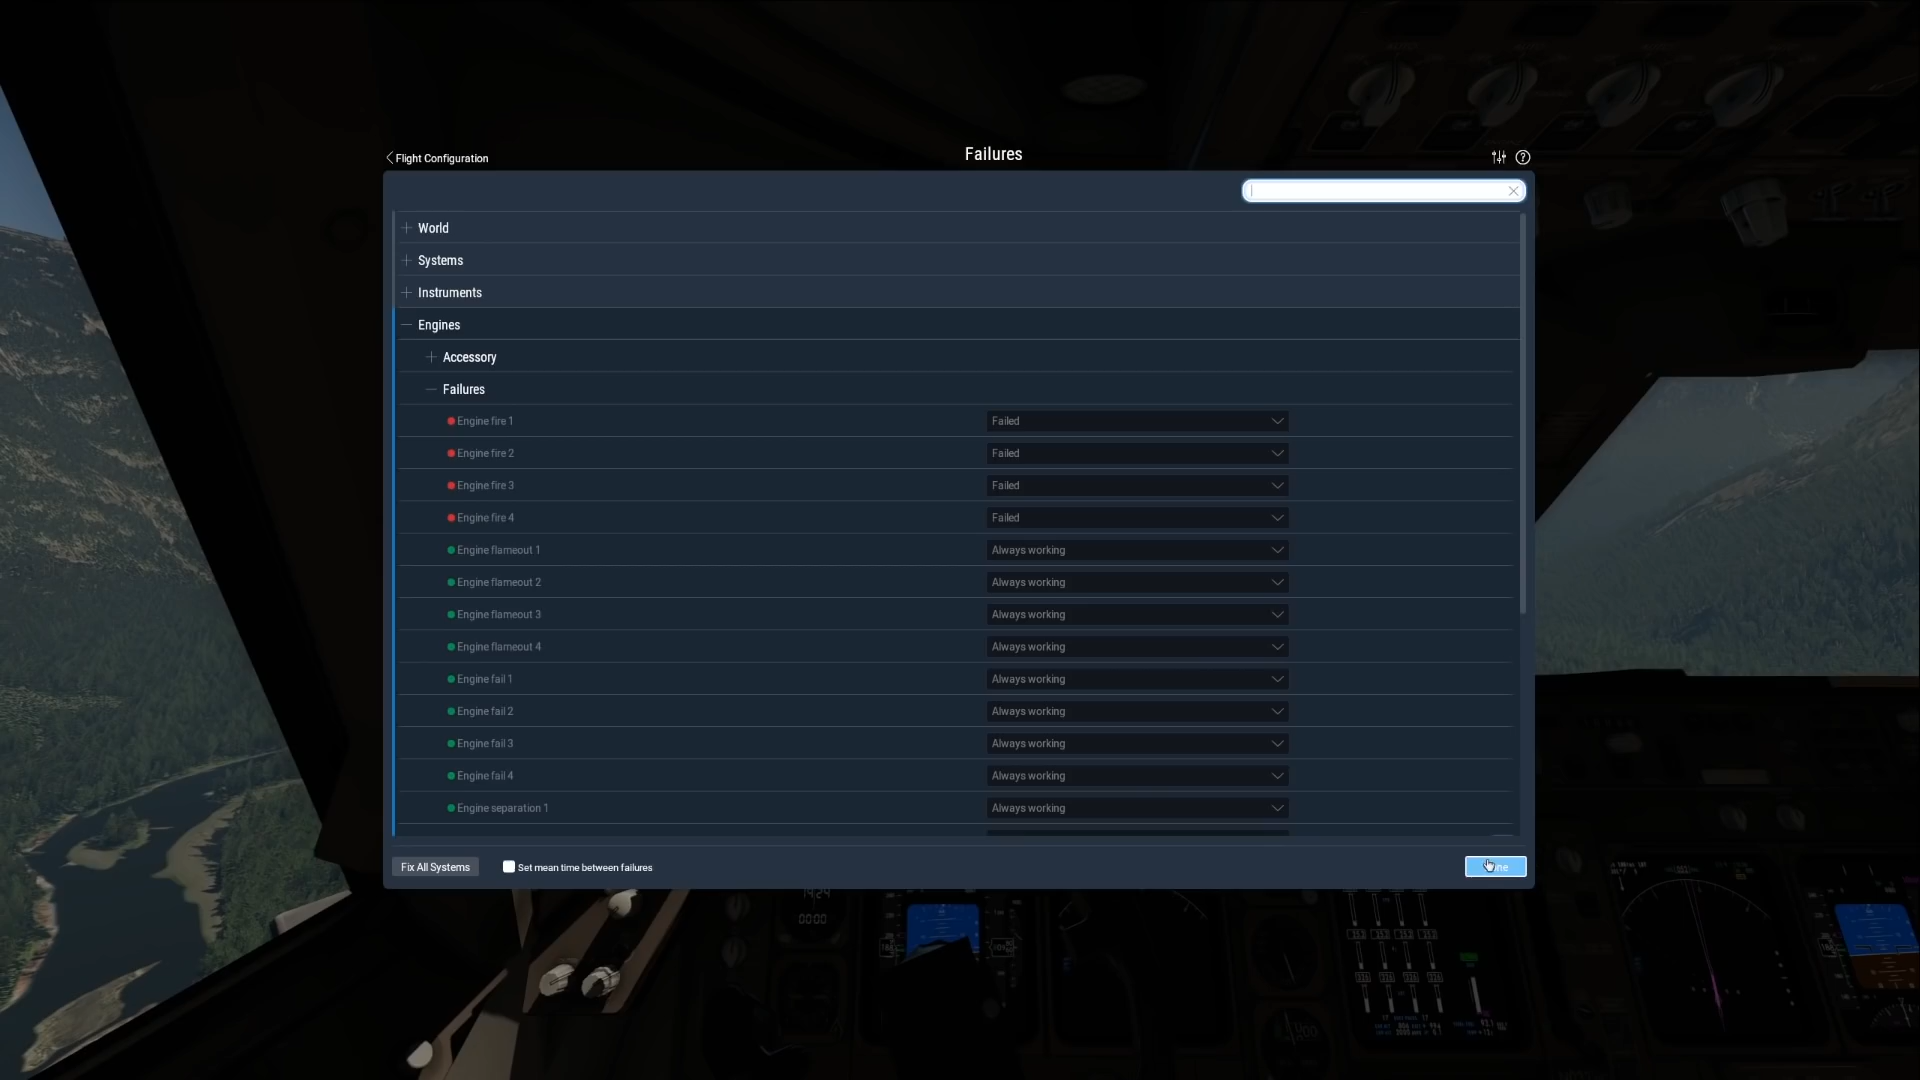 Flight Configuration
Failures
World
Systems
Instruments
Engines
Accessory
Failures
Engine fire 1 Failed
Engine fire 2 Failed
Engine fire 3 Failed
Engine fire 4 Failed
Engine flameout 1 Always working
Engine flameout 2 Always working
Engine flameout 3 Always working
Engine flameout 4 Always working
Engine fail 1 Always working
Engine fail 2 Always working
Engine fail 3 Always working
Engine fail 4 Always working
Engine separation 1 Always working
Fix All Systems Set mean time between failures